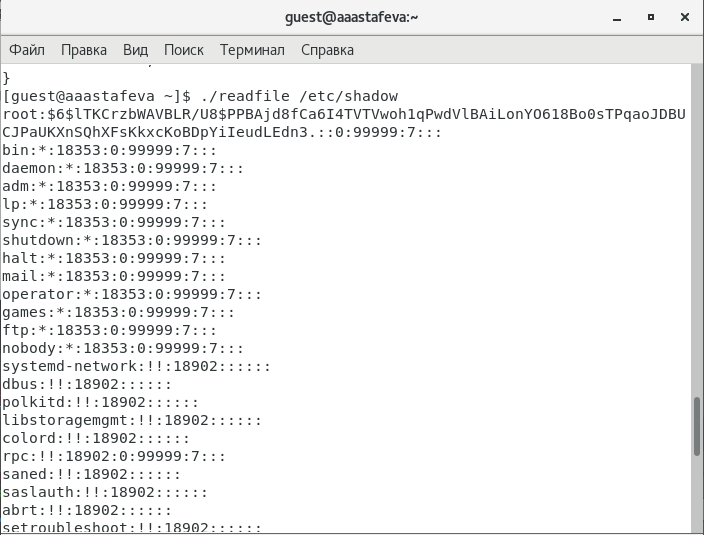 guest@aaastafeva:~
Файл Правка Вид Поиск Терминал Справка
}
[guest@aaastafeva ~]$ ./readfile /etc/shadow
root:$6$lTKCrzbWAVBLR/U8$PPBAjd8fCa6I4TVTVwoh1qPwdVlBAiLonYO618Bo0sTPqaoJDBU
CJPaUKXnSQhXFsKkxcKoBDpYiIeudLEdn3.::0:99999:7:::
bin:*:18353:0:99999:7:::
daemon:*:18353:0:99999:7:::
adm:*:18353:0:99999:7:::
lp:*:18353:0:99999:7:::
sync:*:18353:0:99999:7:::
shutdown:*:18353:0:99999:7:::
halt:*:18353:0:99999:7:::
mail:*:18353:0:99999:7:::
operator:*:18353:0:99999:7:::
games:*:18353:0:99999:7:::
ftp:*:18353:0:99999:7:::
nobody:*:18353:0:99999:7:::
systemd-network:!!:18902::::::
dbus:!!:18902::::::
polkitd:!!:18902::::::
libstoragemgmt:!!:18902::::::
colord:!!:18902::::::
rpc:!!:18902:0:99999:7:::
saned:!!:18902::::::
saslauth:!!:18902::::::
abrt:!!:18902::::::
setroubleshoot:!!:18902::::::